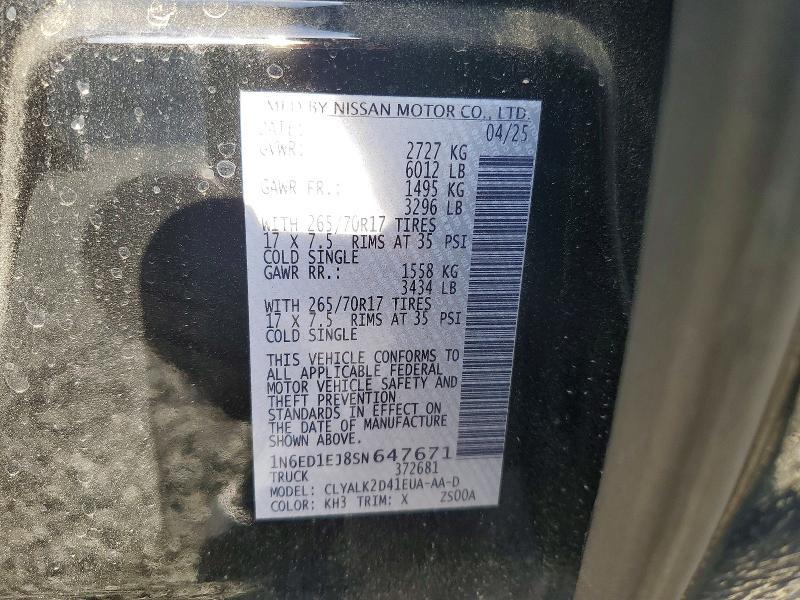 MFD BY NISSAN MOTOR CO., LTD.
DATE: 04/25
GVWR: 2727 KG
6012 LB
GAWR FR.: 1495 KG
3296 LB
WITH 265/70R17 TIRES
17 X 7.5 RIMS AT 35 PSI
COLD SINGLE
GAWR RR.: 1558 KG
3434 LB
WITH 265/70R17 TIRES
17 X 7.5 RIMS AT 35 PSI
COLD SINGLE
THIS VEHICLE CONFORMS TO
ALL APPLICABLE FEDERAL
MOTOR VEHICLE SAFETY AND
THEFT PREVENTION
STANDARDS IN EFFECT ON
THE DATE OF MANUFACTURE
SHOWN ABOVE.
1N6ED1EJ8SN647671
TRUCK 372681
MODEL: CLYALK2D41EUA-AA-D
COLOR: KH3 TRIM: X ZS00A